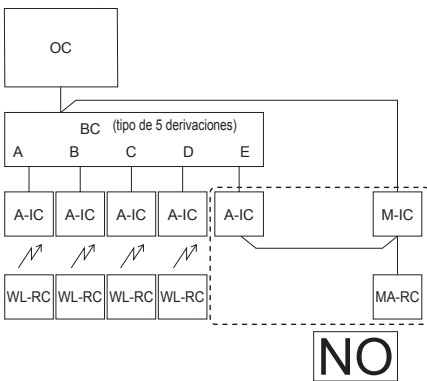 OC
BC (tipo de 5 derivaciones)
A B C D E
A-IC A-IC A-IC A-IC A-IC M-IC
WL-RC WL-RC WL-RC WL-RC MA-RC
NO